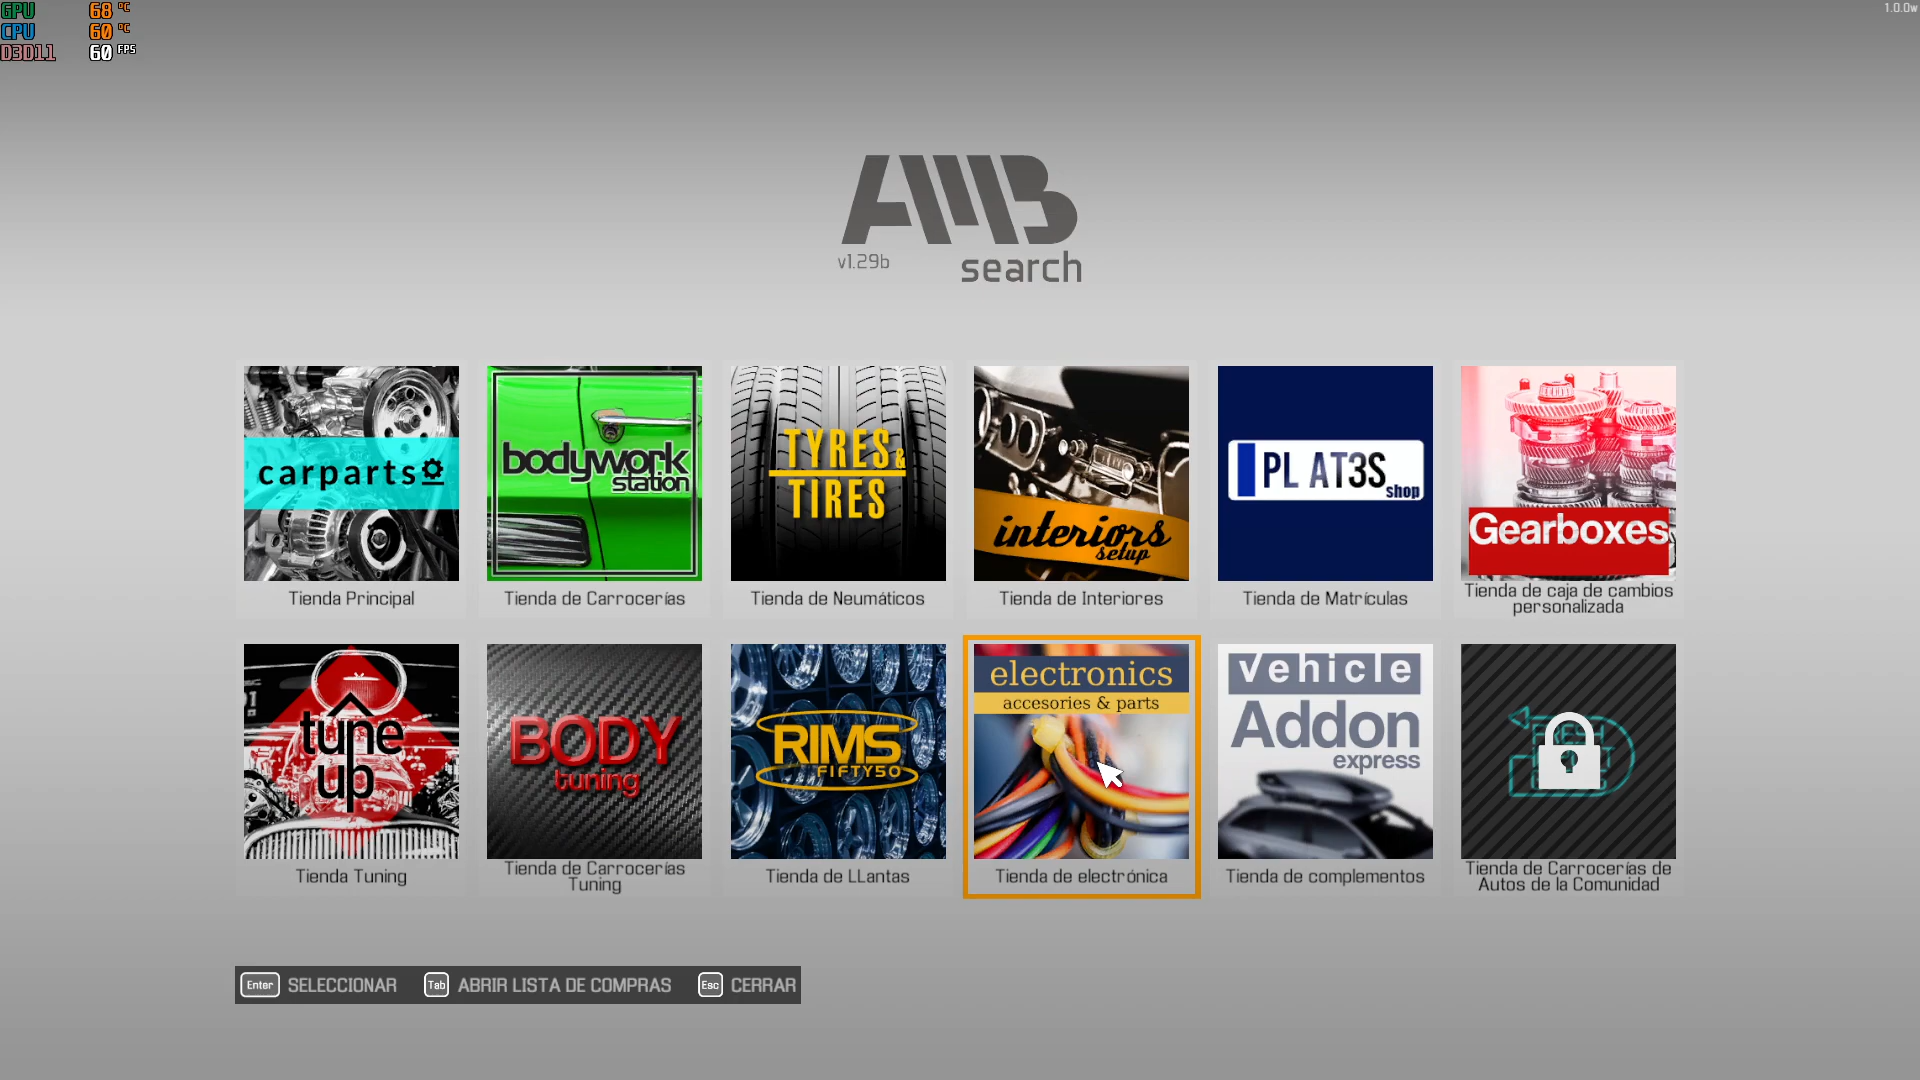 GPU 68 °C
CPU 60 °C
D3D11 60 FPS
1.0.0w
AMB
v1.29b
search
carparts
bodywork
station
TYRES &
TIRES
interiors
setup
PL AT3S
shop
Gearboxes
Tienda Principal
Tienda de Carrocerías
Tienda de Neumáticos
Tienda de Interiores
Tienda de Matrículas
Tienda de caja de cambios
personalizada
tune
up
BODY
tuning
RIMS
FIFTY50
electronics
accesories & parts
vehicle
Addon
express
FRESH
Tienda Tuning
Tienda de Carrocerías
Tuning
Tienda de LLantas
Tienda de electrónica
Tienda de complementos
Tienda de Carrocerías de
Autos de la Comunidad
Enter SELECCIONAR Tab ABRIR LISTA DE COMPRAS Esc CERRAR